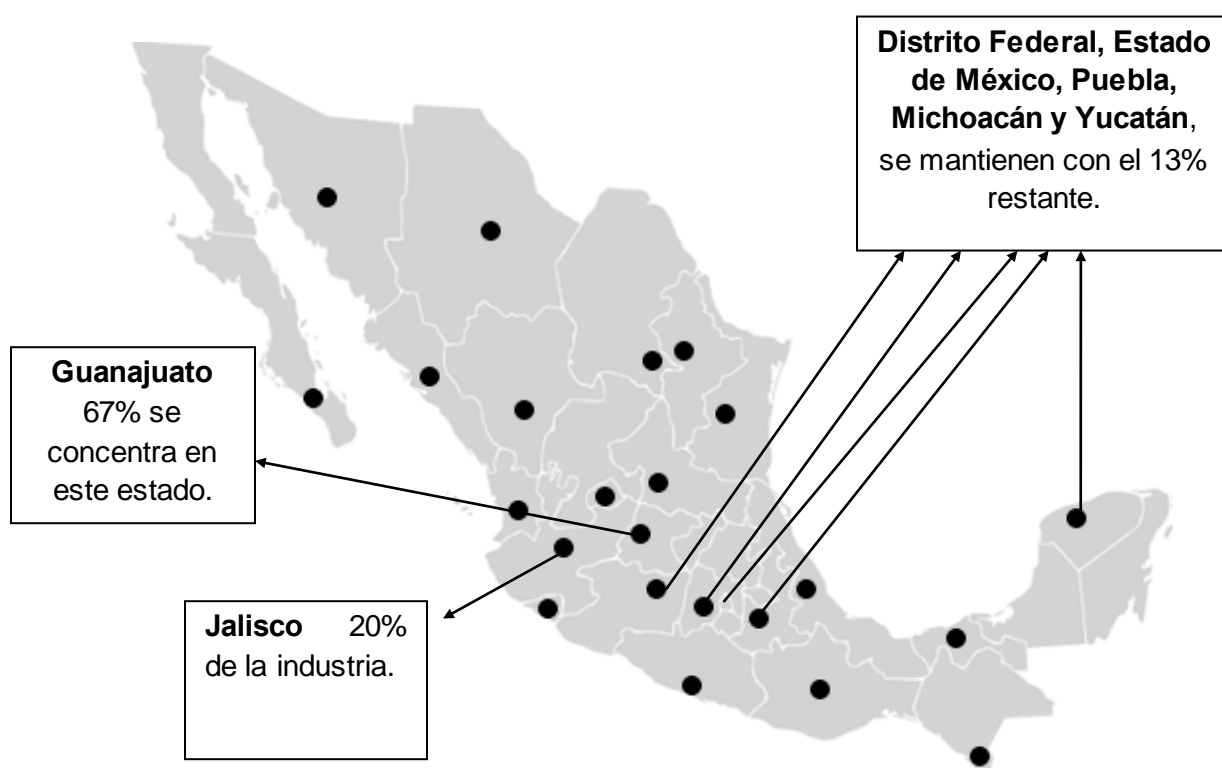 Distrito Federal, Estado
de México, Puebla,
Michoacán y Yucatán,
se mantienen con el 13%
restante.
Guanajuato
67% se
concentra en
este estado.
Jalisco 20%
de la industria.